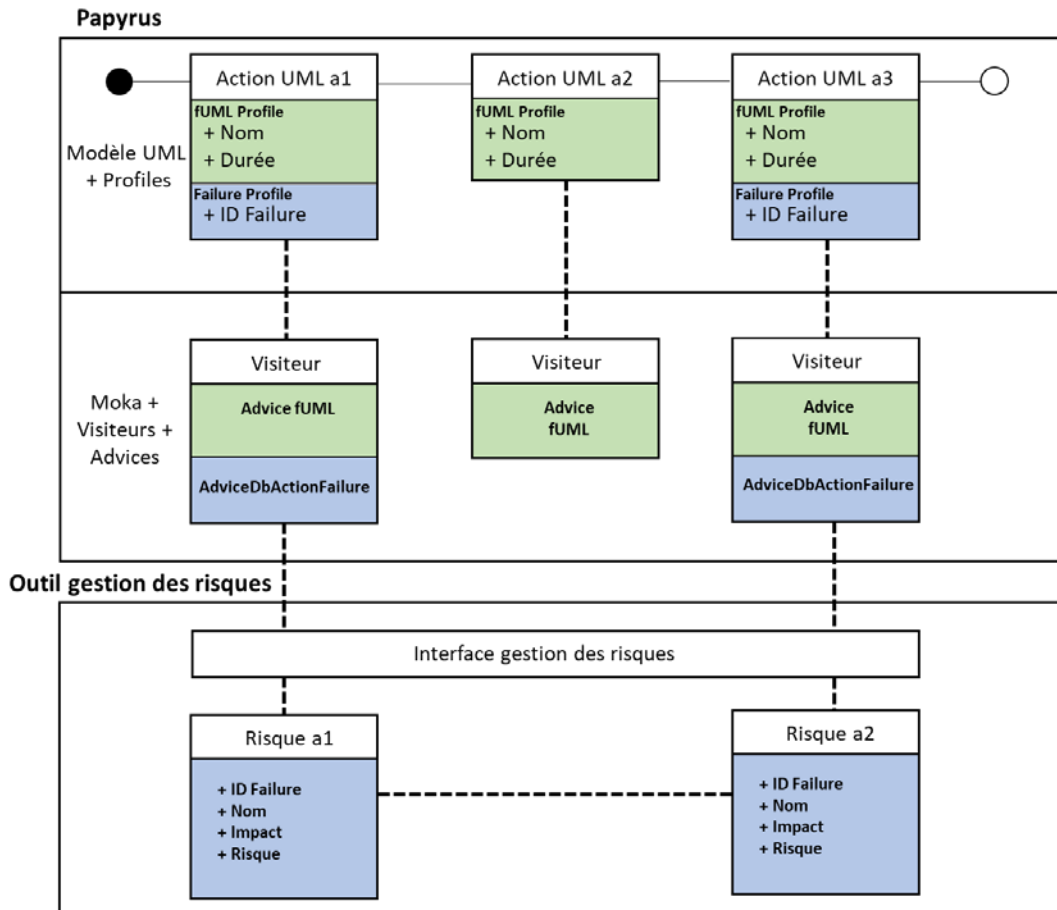 Papyrus
Action UML a1
Action UML a2
Action UML a3
fUML Profile
+ Nom
+ Durée
fUML Profile
+ Nom
+ Durée
fUML Profile
+ Nom
+ Durée
Modèle UML
+ Profiles
Failure Profile
+ ID Failure
Failure Profile
+ ID Failure
Visiteur
Visiteur
Visiteur
Moka +
Visiteurs +
Advices
Advice fUML
Advice
fUML
Advice
fUML
AdviceDbActionFailure
AdviceDbActionFailure
Outil gestion des risques
Interface gestion des risques
Risque a1
Risque a2
+ ID Failure
+ Nom
+ Impact
+ Risque
+ ID Failure
+ Nom
+ Impact
+ Risque